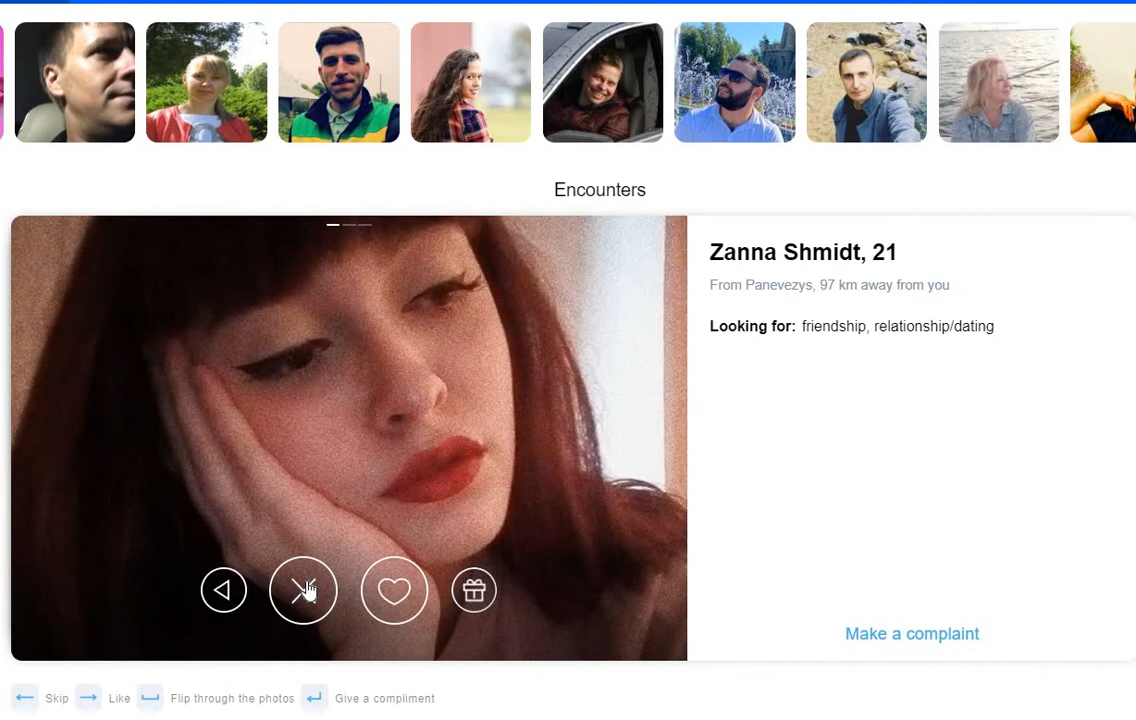 Encounters
Zanna Shmidt, 21
From Panevezys, 97 km away from you
Looking for: friendship, relationship/dating
Make a complaint
Skip Like Flip through the photos Give a compliment